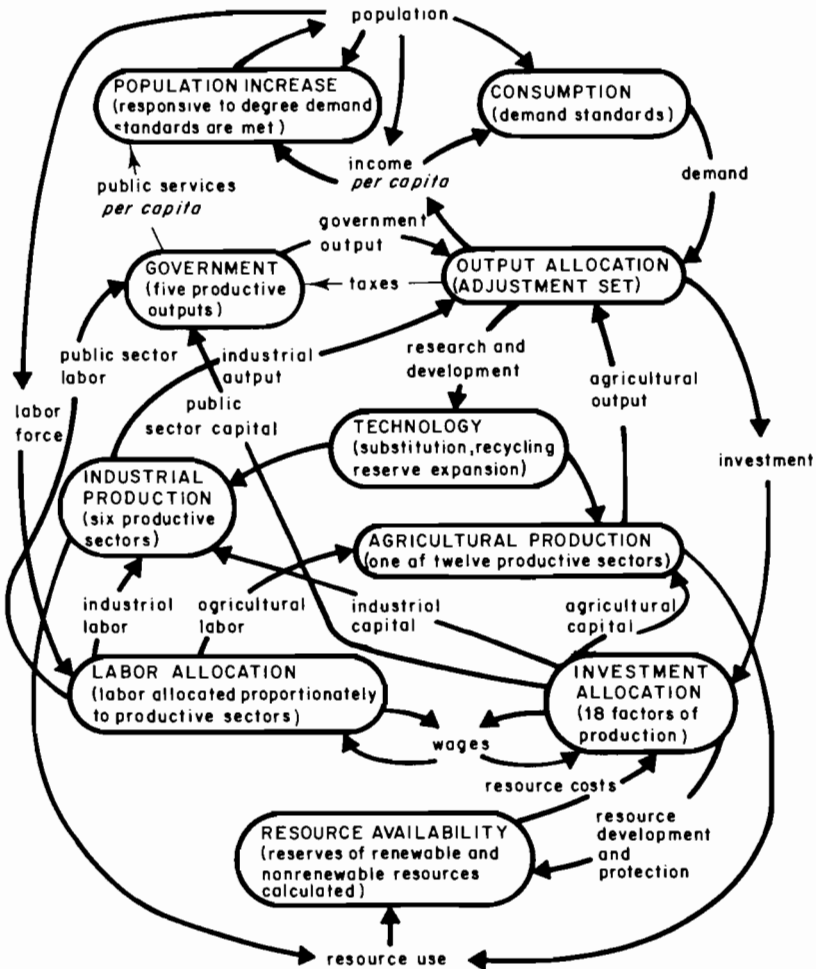 population
POPULATION INCREASE
(responsive to degree demand
standards are met)
CONSUMPTION
(demand standards)
income
per capita
demand
public services
per capita
government
output
GOVERNMENT
(five productive
outputs)
taxes
OUTPUT ALLOCATION
(ADJUSTMENT SET)
public sector
labor
industrial
autput
public
sector capital
research and
development
agricultural
output
labor
force
TECHNOLOGY
(substitution, recycling
reserve expansion)
investment
INDUSTRIAL
PRODUCTION
(six productive
sectors)
AGRICULTURAL PRODUCTION
(one af twelve productive sectors)
industriol
labor
ogricultural
labor
industriol
capital
agricultural
capital
LABOR ALLOCATION
(labor allocated proportionately
to productive sectors)
INVESTMENT
ALLOCATION
(18 factors of
production)
wages
resource costs
RESOURCE AVAILABILITY
(reserves of renewable and
nonrenewable resources
calculated)
resource
development
and
protection
resource use